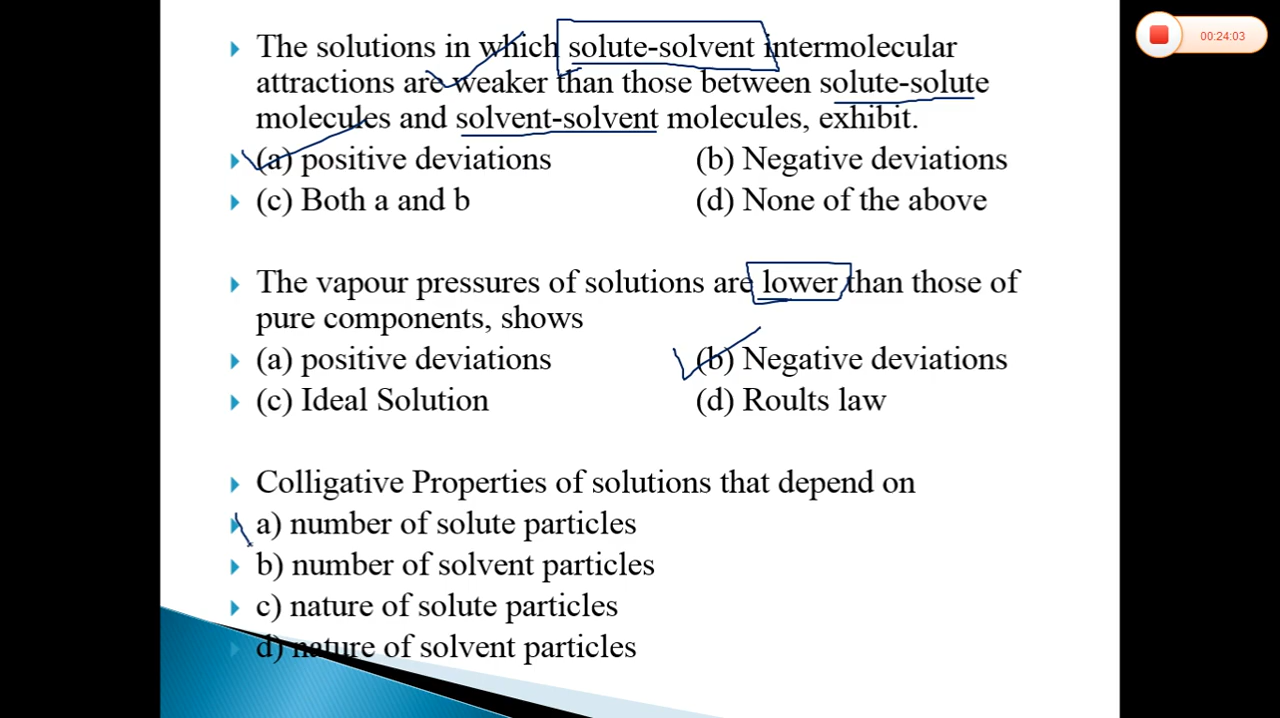 The solutions in which solute-solvent intermolecular
attractions are weaker than those between solute-solute
molecules and solvent-solvent molecules, exhibit.
(a) positive deviations (b) Negative deviations
(c) Both a and b (d) None of the above
The vapour pressures of solutions are lower than those of
pure components, shows
(a) positive deviations (b) Negative deviations
(c) Ideal Solution (d) Roults law
Colligative Properties of solutions that depend on
a) number of solute particles
b) number of solvent particles
c) nature of solute particles
d) nature of solvent particles
00:24:03